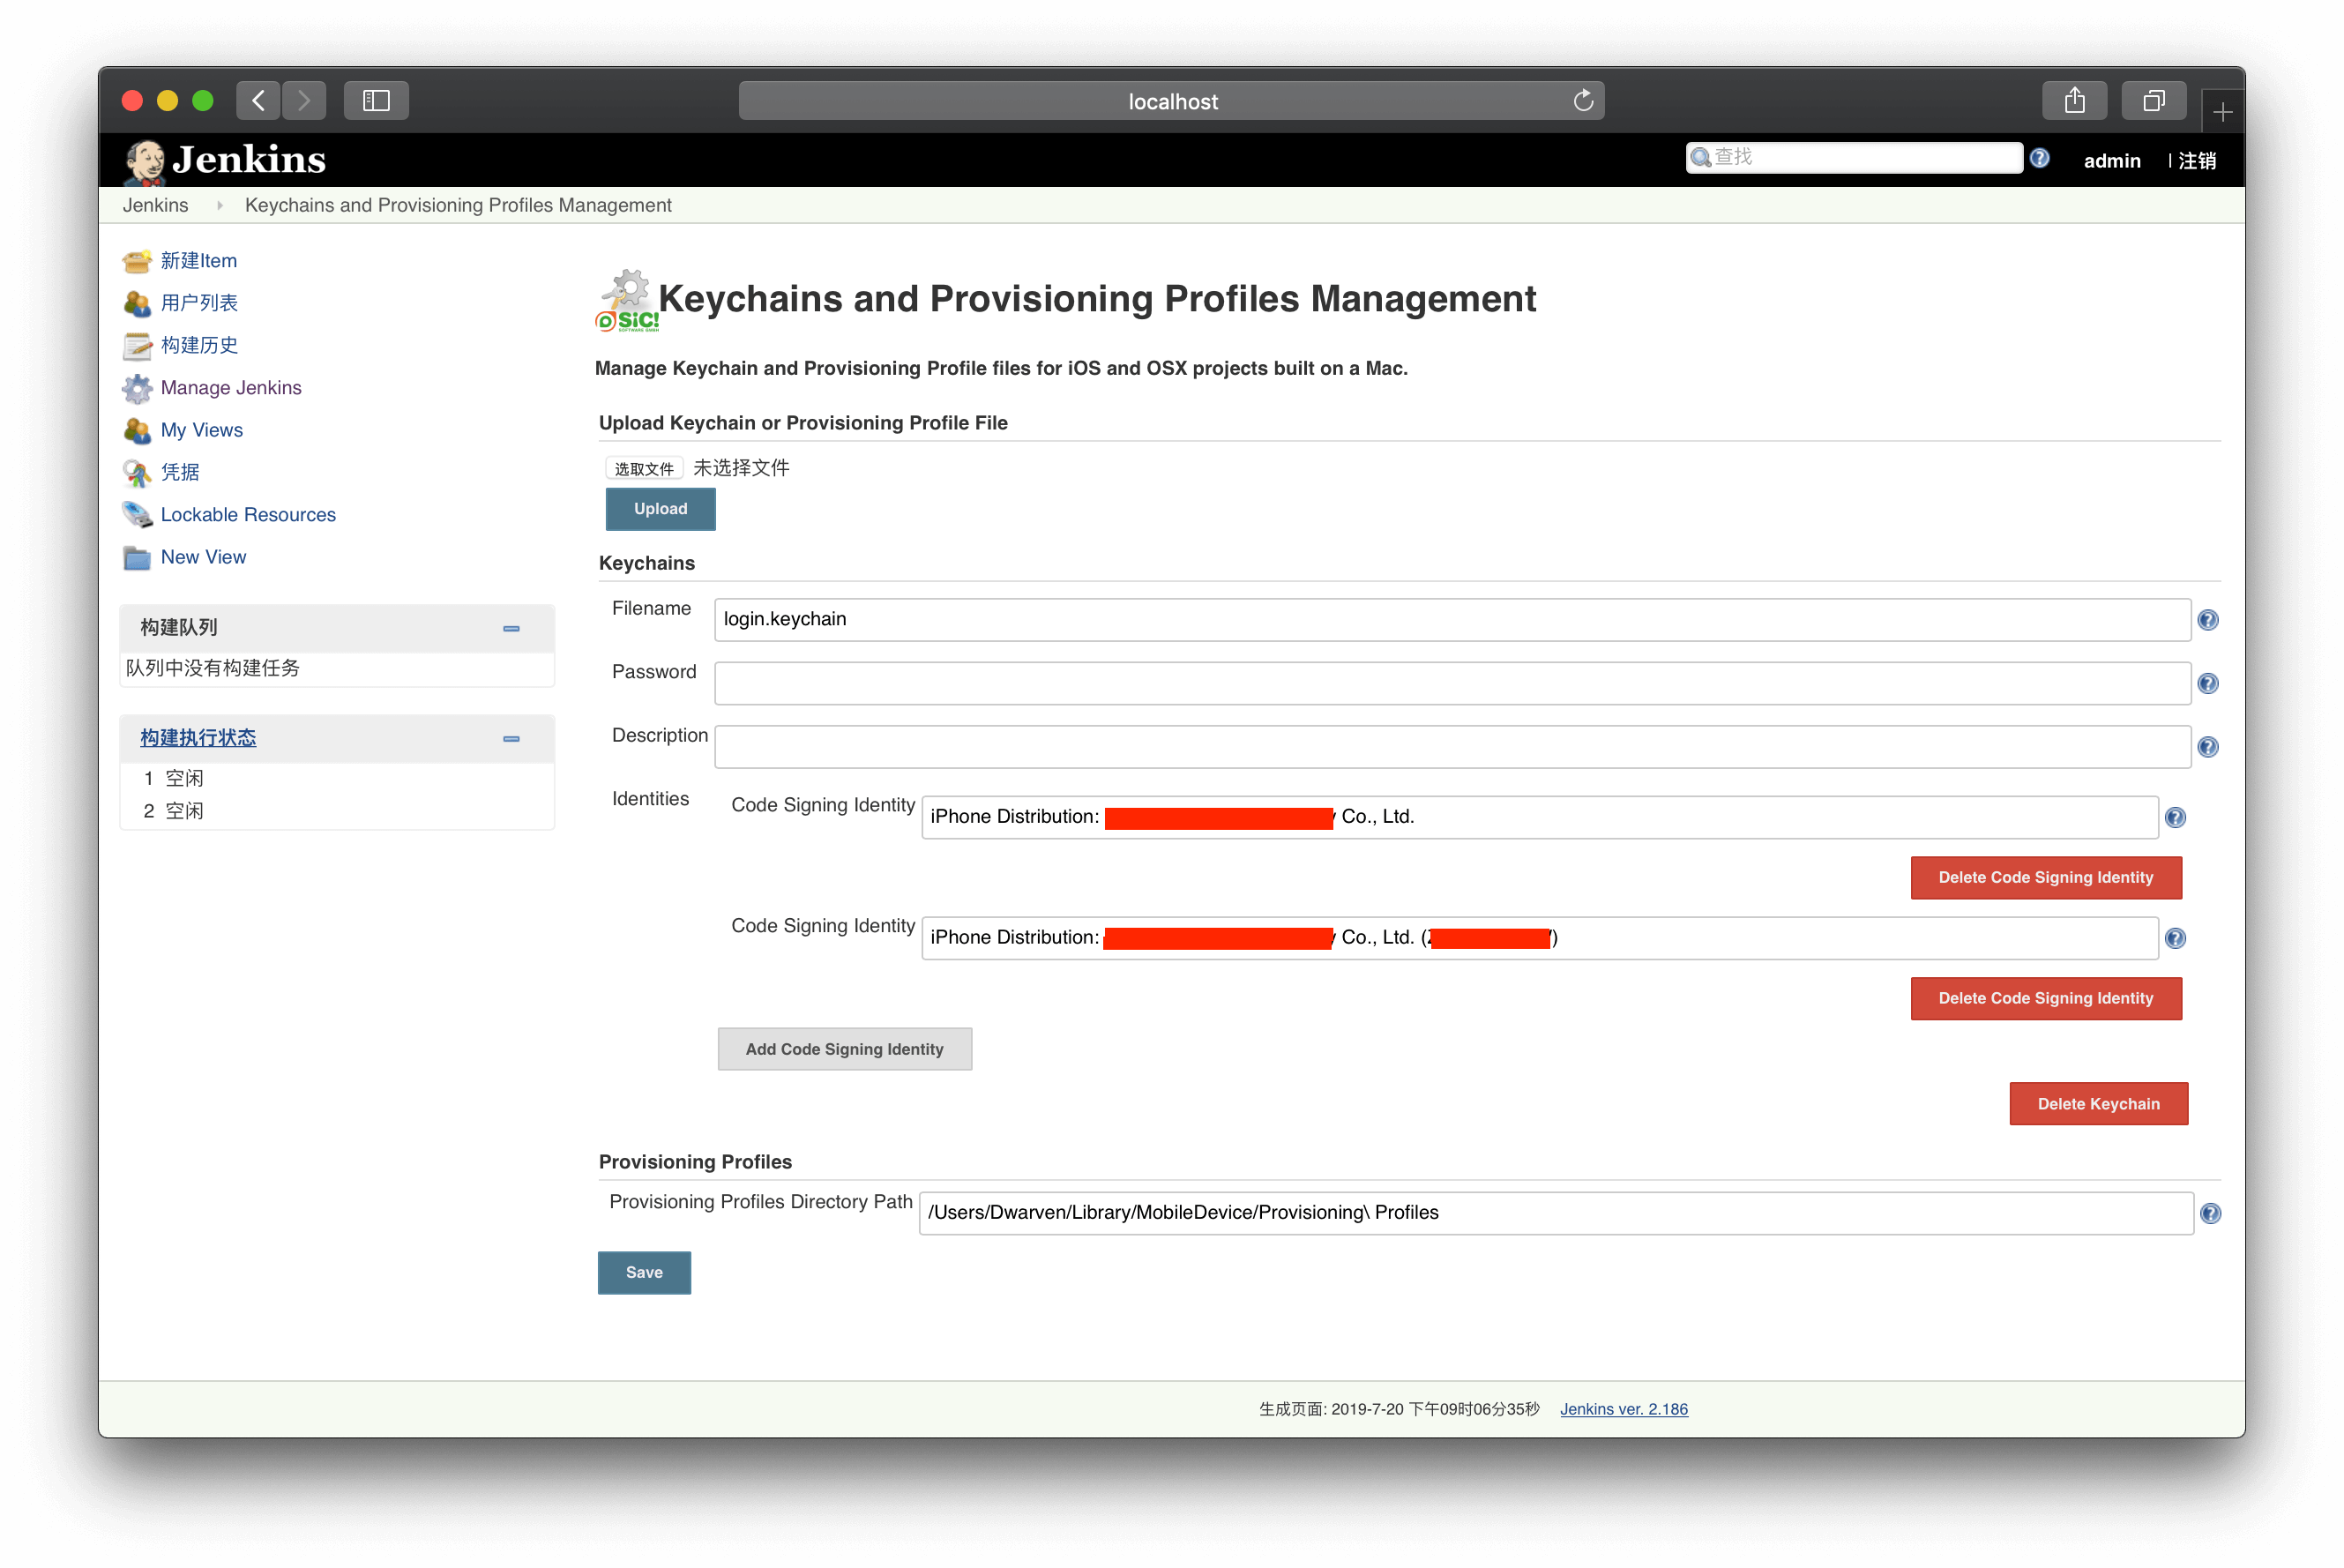 localhost
Jenkins
查找
admin
| 注销
Jenkins
Keychains and Provisioning Profiles Management
新建Item
用户列表
构建历史
Manage Jenkins
My Views
凭据
Lockable Resources
New View
构建队列
队列中没有构建任务
构建执行状态
1 空闲
2 空闲
SiC!
Keychains and Provisioning Profiles Management
Manage Keychain and Provisioning Profile files for iOS and OSX projects built on a Mac.
Upload Keychain or Provisioning Profile File
选取文件 未选择文件
Upload
Keychains
Filename login.keychain
Password
Description
Identities
Code Signing Identity iPhone Distribution: Co., Ltd.
Delete Code Signing Identity
Code Signing Identity iPhone Distribution: Co., Ltd. ( )
Delete Code Signing Identity
Add Code Signing Identity
Delete Keychain
Provisioning Profiles
Provisioning Profiles Directory Path /Users/Dwarven/Library/MobileDevice/Provisioning\ Profiles
Save
生成页面: 2019-7-20 下午09时06分35秒 Jenkins ver. 2.186